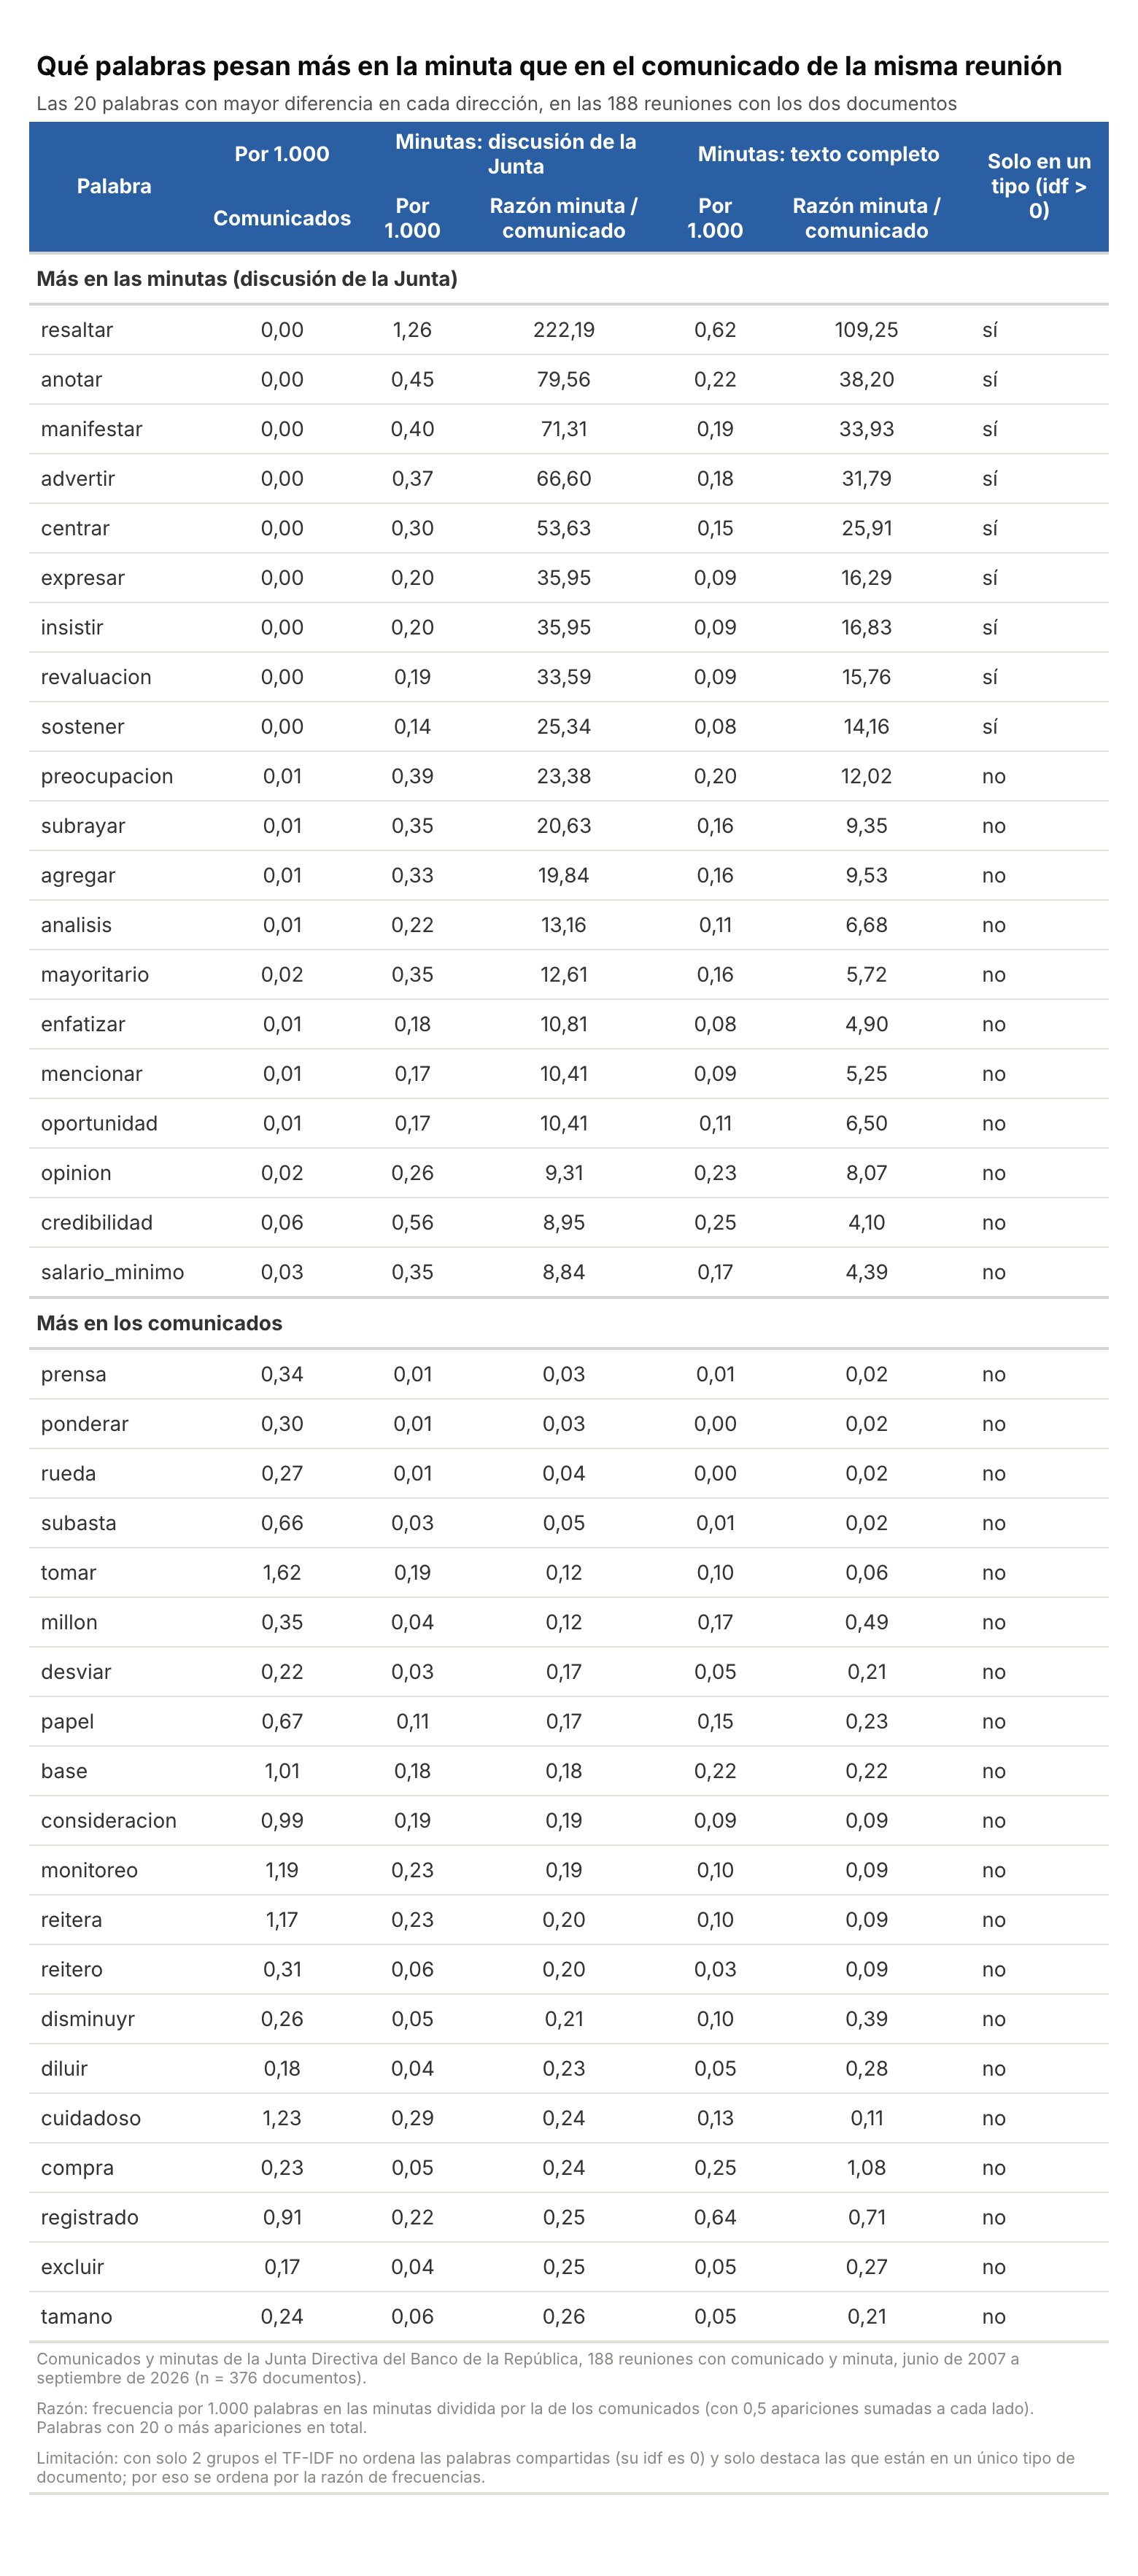 Qué palabras pesan más en la minuta que en el comunicado de la misma reunión
Las 20 palabras con mayor diferencia en cada dirección, en las 188 reuniones con los dos documentos
Palabra
Por 1.000
Comunicados
Minutas: discusión de la
Junta
Por
1.000
Razón minuta /
comunicado
Minutas: texto completo
Por
1.000
Razón minuta /
comunicado
Solo en un
tipo (idf >
0)
Más en las minutas (discusión de la Junta)
resaltar 0,00 1,26 222,19 0,62 109,25 sí
anotar 0,00 0,45 79,56 0,22 38,20 sí
manifestar 0,00 0,40 71,31 0,19 33,93 sí
advertir 0,00 0,37 66,60 0,18 31,79 sí
centrar 0,00 0,30 53,63 0,15 25,91 sí
expresar 0,00 0,20 35,95 0,09 16,29 sí
insistir 0,00 0,20 35,95 0,09 16,83 sí
revaluacion 0,00 0,19 33,59 0,09 15,76 sí
sostener 0,00 0,14 25,34 0,08 14,16 sí
preocupacion 0,01 0,39 23,38 0,20 12,02 no
subrayar 0,01 0,35 20,63 0,16 9,35 no
agregar 0,01 0,33 19,84 0,16 9,53 no
analisis 0,01 0,22 13,16 0,11 6,68 no
mayoritario 0,02 0,35 12,61 0,16 5,72 no
enfatizar 0,01 0,18 10,81 0,08 4,90 no
mencionar 0,01 0,17 10,41 0,09 5,25 no
oportunidad 0,01 0,17 10,41 0,11 6,50 no
opinion 0,02 0,26 9,31 0,23 8,07 no
credibilidad 0,06 0,56 8,95 0,25 4,10 no
salario_minimo 0,03 0,35 8,84 0,17 4,39 no
Más en los comunicados
prensa 0,34 0,01 0,03 0,01 0,02 no
ponderar 0,30 0,01 0,03 0,00 0,02 no
rueda 0,27 0,01 0,04 0,00 0,02 no
subasta 0,66 0,03 0,05 0,01 0,02 no
tomar 1,62 0,19 0,12 0,10 0,06 no
millon 0,35 0,04 0,12 0,17 0,49 no
desviar 0,22 0,03 0,17 0,05 0,21 no
papel 0,67 0,11 0,17 0,15 0,23 no
base 1,01 0,18 0,18 0,22 0,22 no
consideracion 0,99 0,19 0,19 0,09 0,09 no
monitoreo 1,19 0,23 0,19 0,10 0,09 no
reitera 1,17 0,23 0,20 0,10 0,09 no
reitero 0,31 0,06 0,20 0,03 0,09 no
disminuyr 0,26 0,05 0,21 0,10 0,39 no
diluir 0,18 0,04 0,23 0,05 0,28 no
cuidadoso 1,23 0,29 0,24 0,13 0,11 no
compra 0,23 0,05 0,24 0,25 1,08 no
registrado 0,91 0,22 0,25 0,64 0,71 no
excluir 0,17 0,04 0,25 0,05 0,27 no
tamano 0,24 0,06 0,26 0,05 0,21 no
Comunicados y minutas de la Junta Directiva del Banco de la República, 188 reuniones con comunicado y minuta, junio de 2007 a
septiembre de 2026 (n = 376 documentos).
Razón: frecuencia por 1.000 palabras en las minutas dividida por la de los comunicados (con 0,5 apariciones sumadas a cada lado).
Palabras con 20 o más apariciones en total.
Limitación: con solo 2 grupos el TF-IDF no ordena las palabras compartidas (su idf es 0) y solo destaca las que están en un único tipo de
documento; por eso se ordena por la razón de frecuencias.